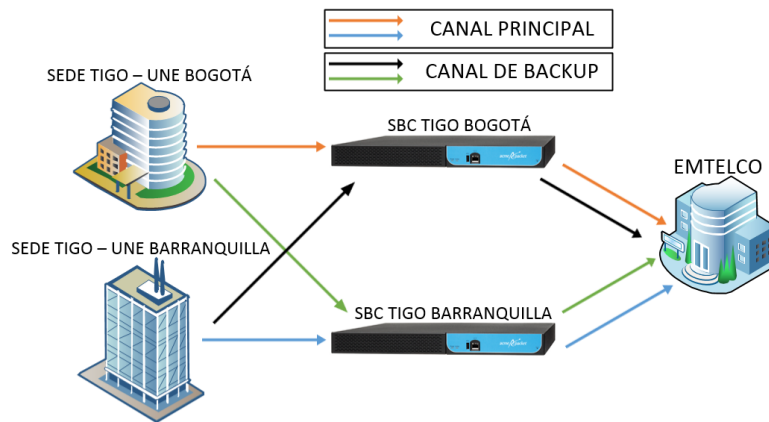 CANAL PRINCIPAL
CANAL DE BACKUP
SEDE TIGO – UNE BOGOTÁ
SBC TIGO BOGOTÁ
EMTELCO
SEDE TIGO – UNE BARRANQUILLA
SBC TIGO BARRANQUILLA